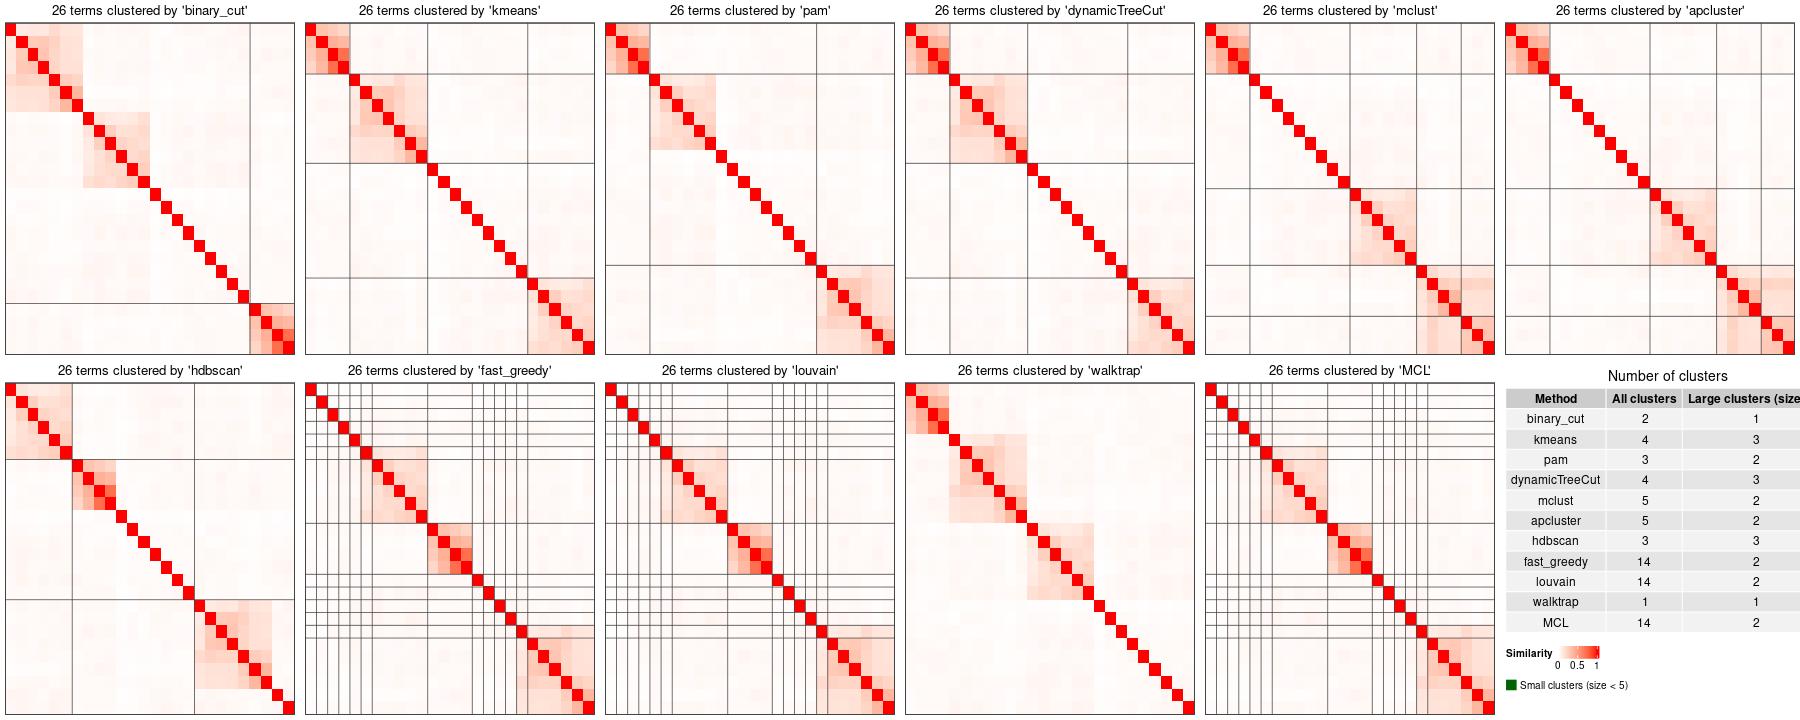 26 terms clustered by 'binary_cut'
26 terms clustered by 'kmeans'
26 terms clustered by 'pam'
26 terms clustered by 'dynamicTreeCut'
26 terms clustered by 'mclust'
26 terms clustered by 'apcluster'
26 terms clustered by 'hdbscan'
26 terms clustered by 'fast_greedy'
26 terms clustered by 'louvain'
26 terms clustered by 'walktrap'
26 terms clustered by 'MCL'
Number of clusters
Method All clusters Large clusters (size
binary_cut 2 1
kmeans 4 3
pam 3 2
dynamicTreeCut 4 3
mclust 5 2
apcluster 5 2
hdbscan 3 3
fast_greedy 14 2
louvain 14 2
walktrap 1 1
MCL 14 2
Similarity
0 0.5 1
Small clusters (size < 5)